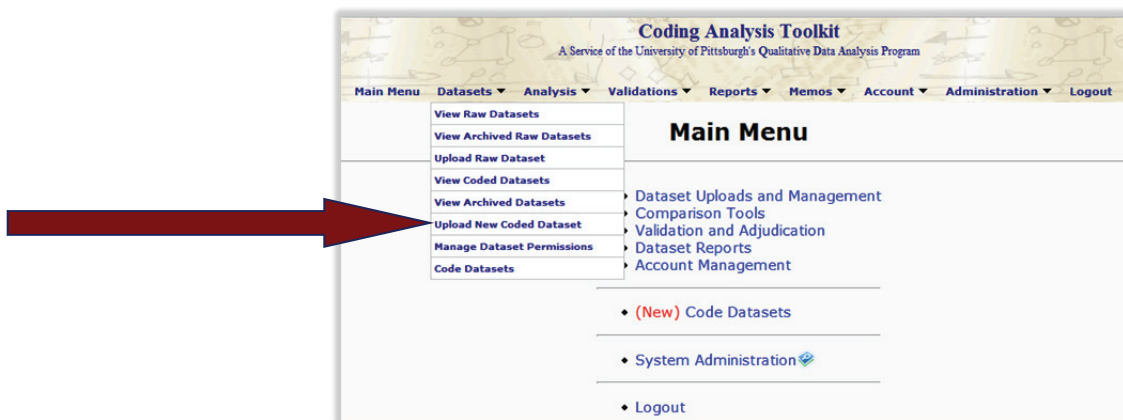 Coding Analysis Toolkit
A Service of the University of Pittsburgh's Qualitative Data Analysis Program
Main Menu Datasets Analysis Validations Reports Memos Account Administration Logout
View Raw Datasets
View Archived Raw Datasets
Upload Raw Dataset
View Coded Datasets
View Archived Datasets
Upload New Coded Dataset
Manage Dataset Permissions
Code Datasets
Main Menu
Dataset Uploads and Management
Comparison Tools
Validation and Adjudication
Dataset Reports
Account Management
(New) Code Datasets
System Administration
Logout